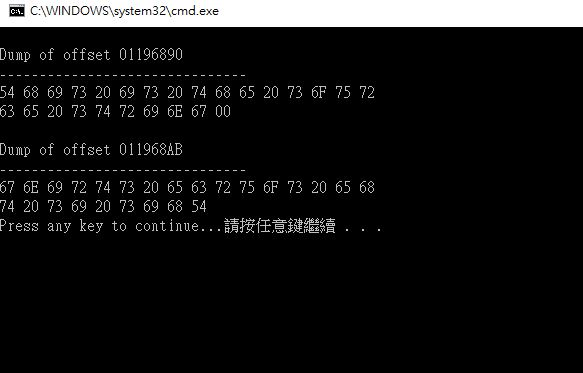 C:\WINDOWS\system32\cmd.exe
Dump of offset 01196890
-------------------------------
54 68 69 73 20 69 73 20 74 68 65 20 73 6F 75 72
63 65 20 73 74 72 69 6E 67 00
Dump of offset 011968AB
-------------------------------
67 6E 69 72 74 73 20 65 63 72 75 6F 73 20 65 68
74 20 73 69 20 73 69 68 54
Press any key to continue...請按任意鍵繼續 . . .